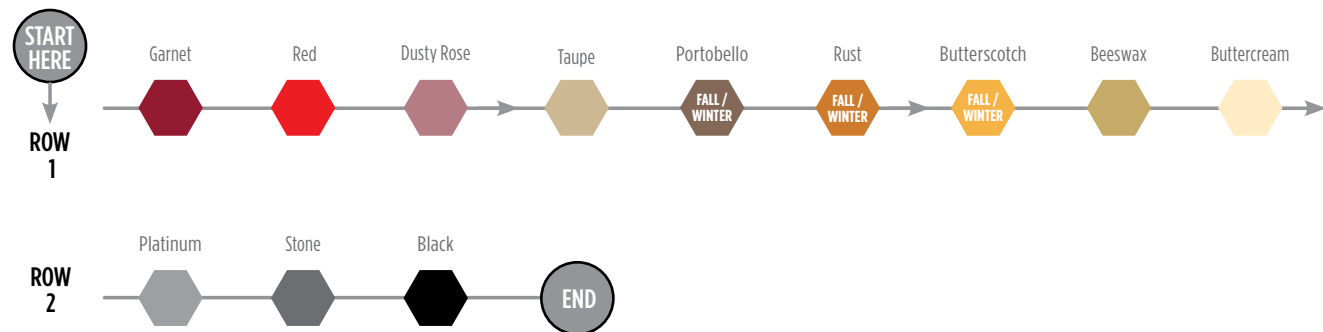 START
HERE
Garnet
Red
Dusty Rose
Taupe
Portobello
Rust
Butterscotch
Beeswax
Buttercream
FALL /
WINTER
FALL /
WINTER
FALL /
WINTER
ROW
1
Platinum
Stone
Black
ROW
2
END